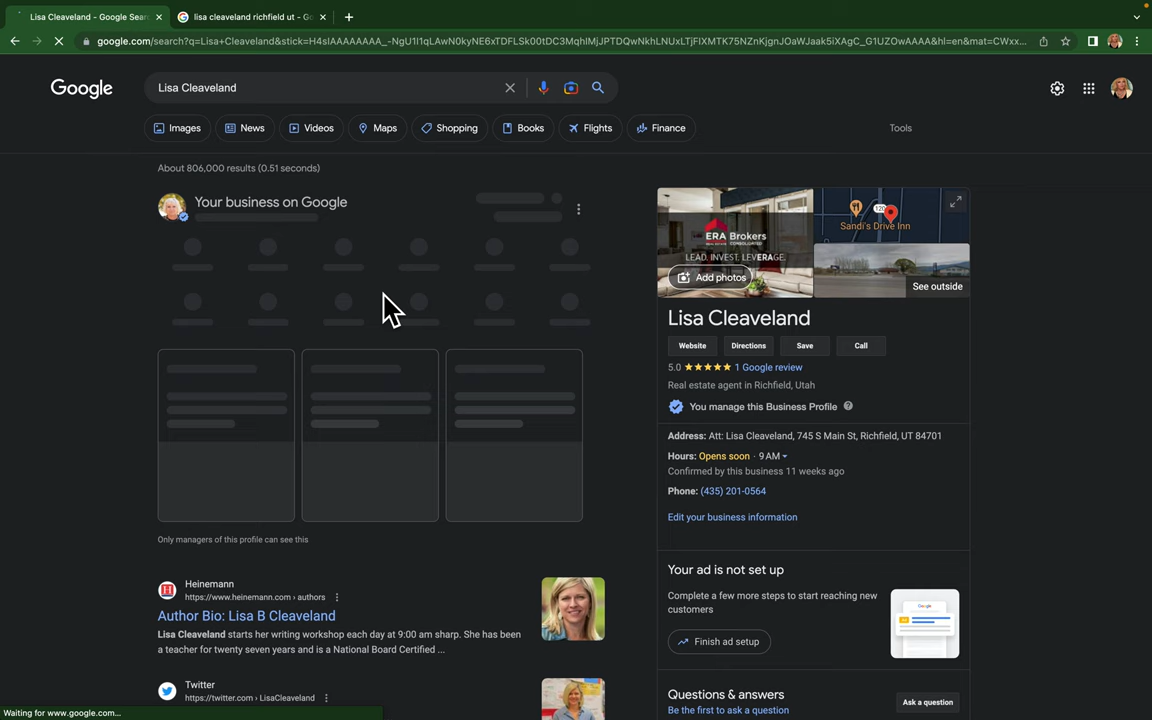 Lisa Cleaveland - Google Sear
lisa cleaveland richfield ut - Go
google.com/search?q=Lisa+Cleaveland&stick=H4sIAAAAAAAA_-NgU1I1qLAwN0kyNE6xTDFLSk00tDC3MqhIMjJPTDQwNkhLNUxLTjFIXMTK75NZnKjgnJOaWJaak5iXAgC_G1UZOwAAAA&hl=en&mat=CWxx...
Google
Lisa Cleaveland
Images
News
Videos
Maps
Shopping
Books
Flights
Finance
Tools
About 806,000 results (0.51 seconds)
Your business on Google
Only managers of this profile can see this
Heinemann
https://www.heinemann.com › authors
Author Bio: Lisa B Cleaveland
Lisa Cleaveland starts her writing workshop each day at 9:00 am sharp. She has been
a teacher for twenty seven years and is a National Board Certified ...
Twitter
https://twitter.com › LisaCleaveland
ERA Brokers
CONSOLIDATED
REAL ESTATE
LEAD. INVEST. LEVERAGE.
Add photos
120
Sandi's Drive Inn
See outside
Lisa Cleaveland
Website
Directions
Save
Call
5.0
1 Google review
Real estate agent in Richfield, Utah
You manage this Business Profile
Address: Att: Lisa Cleaveland, 745 S Main St, Richfield, UT 84701
Hours: Opens soon · 9 AM
Confirmed by this business 11 weeks ago
Phone: (435) 201-0564
Edit your business information
Your ad is not set up
Complete a few more steps to start reaching new
customers
Google
Ad
Finish ad setup
Questions & answers
Be the first to ask a question
Ask a question
Waiting for www.google.com...